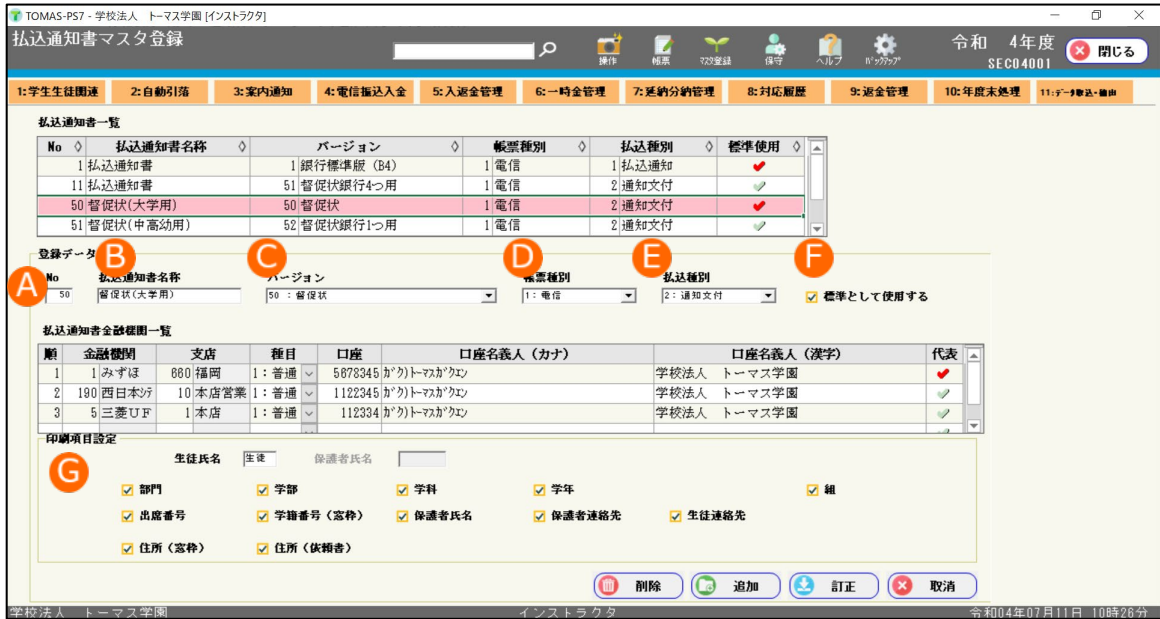 TOMAS-PS7 - 学校法人　トーマス学園 [インストラクタ]
払込通知書マスタ登録
操作 帳票 ﾏｽﾀ登録 保守 ヘルプ ﾊﾞｯｸｱｯﾌﾟ
令和 4年度
SEC04001
閉じる
1:学生生徒関連 2:自動引落 3:案内通知 4:電信振込入金 5:入返金管理 6:一時金管理 7:延納分納管理 8:対応履歴 9:返金管理 10:年度末処理 11:ﾃﾞｰﾀ取込・抽出
払込通知書一覧
No 払込通知書名称 バージョン 帳票種別 払込種別 標準使用
1 払込通知書 1 銀行標準版（B4） 1 電信 1 払込通知
11 払込通知書 51 督促状銀行4つ用 1 電信 2 通知文付
50 督促状(大学用) 50 督促状 1 電信 2 通知文付
51 督促状(中高幼用) 52 督促状銀行1つ用 1 電信 2 通知文付
登録データ
A B C D E F
No 払込通知書名称 バージョン 帳票種別 払込種別
50 督促状(大学用) 50 ：督促状 1：電信 2：通知文付 標準として使用する
払込通知書金融機関一覧
順 金融機関 支店 種目 口座 口座名義人（カナ） 口座名義人（漢字） 代表
1 1 みずほ 660 福岡 1：普通 5678345 ｶﾞｸ)ﾄｰﾏｽｶﾞｸｴﾝ 学校法人　トーマス学園
2 190 西日本ｼﾃ 10 本店営業 1：普通 1122345 ｶﾞｸ)ﾄｰﾏｽｶﾞｸｴﾝ 学校法人　トーマス学園
3 5 三菱ＵＦ 1 本店 1：普通 112334 ｶﾞｸ)ﾄｰﾏｽｶﾞｸｴﾝ 学校法人　トーマス学園
印刷項目設定
G
生徒氏名 生徒 保護者氏名
部門 学部 学科 学年 組
出席番号 学籍番号（窓枠） 保護者氏名 保護者連絡先 生徒連絡先
住所（窓枠） 住所（依頼書）
削除 追加 訂正 取消
学校法人　トーマス学園 インストラクタ 令和04年07月11日 10時26分